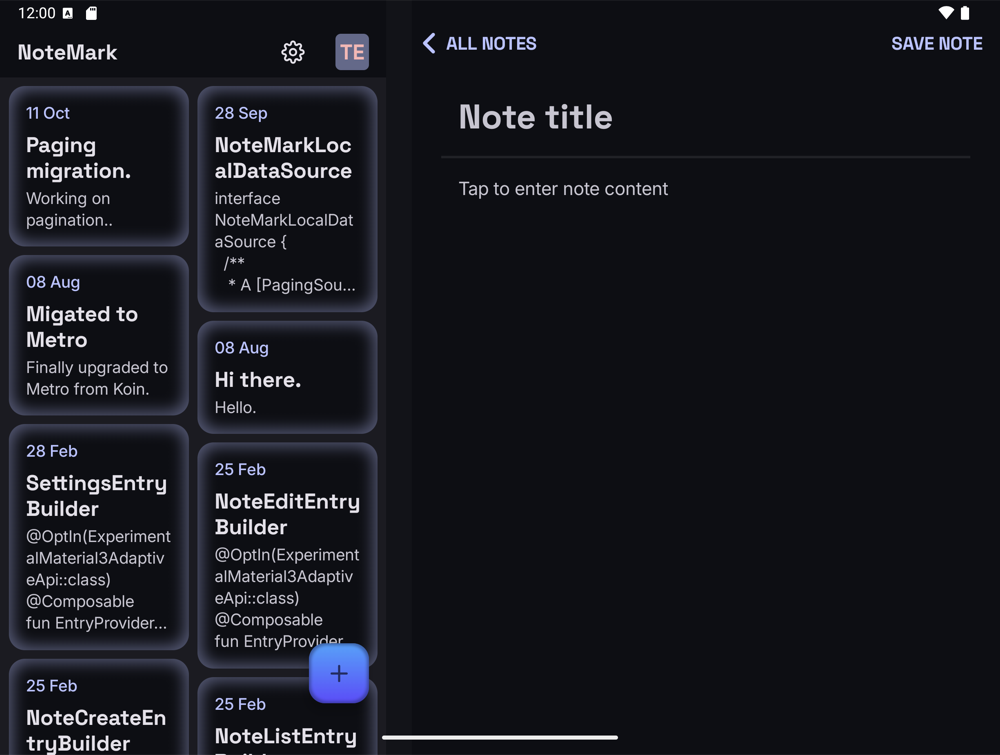 12:00
NoteMark
TE
11 Oct
Paging
migration.
Working on
pagination..
08 Aug
Migated to
Metro
Finally upgraded to
Metro from Koin.
28 Feb
SettingsEntry
Builder
@OptIn(Experiment
alMaterial3Adaptiv
eApi::class)
@Composable
fun EntryProvider...
25 Feb
NoteCreateEn
tryBuilder
28 Sep
NoteMarkLoc
alDataSource
interface
NoteMarkLocalDat
aSource {
/**
* A [PagingSou...
08 Aug
Hi there.
Hello.
25 Feb
NoteEditEntry
Builder
@OptIn(Experiment
alMaterial3Adaptiv
eApi::class)
@Composable
fun EntryProvider
25 Feb
NoteListEntry
ALL NOTES
SAVE NOTE
Note title
Tap to enter note content